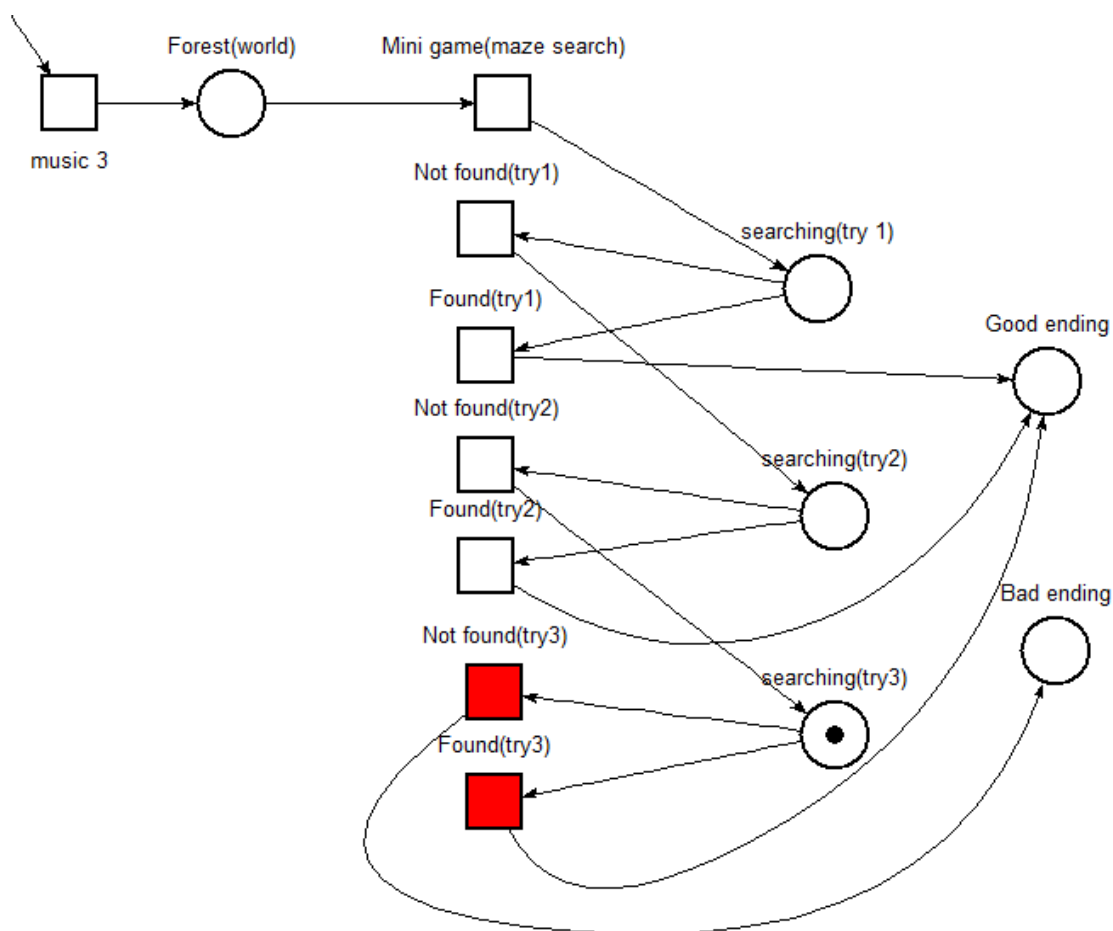 Forest(world)
Mini game(maze search)
music 3
Not found(try1)
searching(try 1)
Found(try1)
Good ending
Not found(try2)
searching(try2)
Found(try2)
Bad ending
Not found(try3)
searching(try3)
Found(try3)